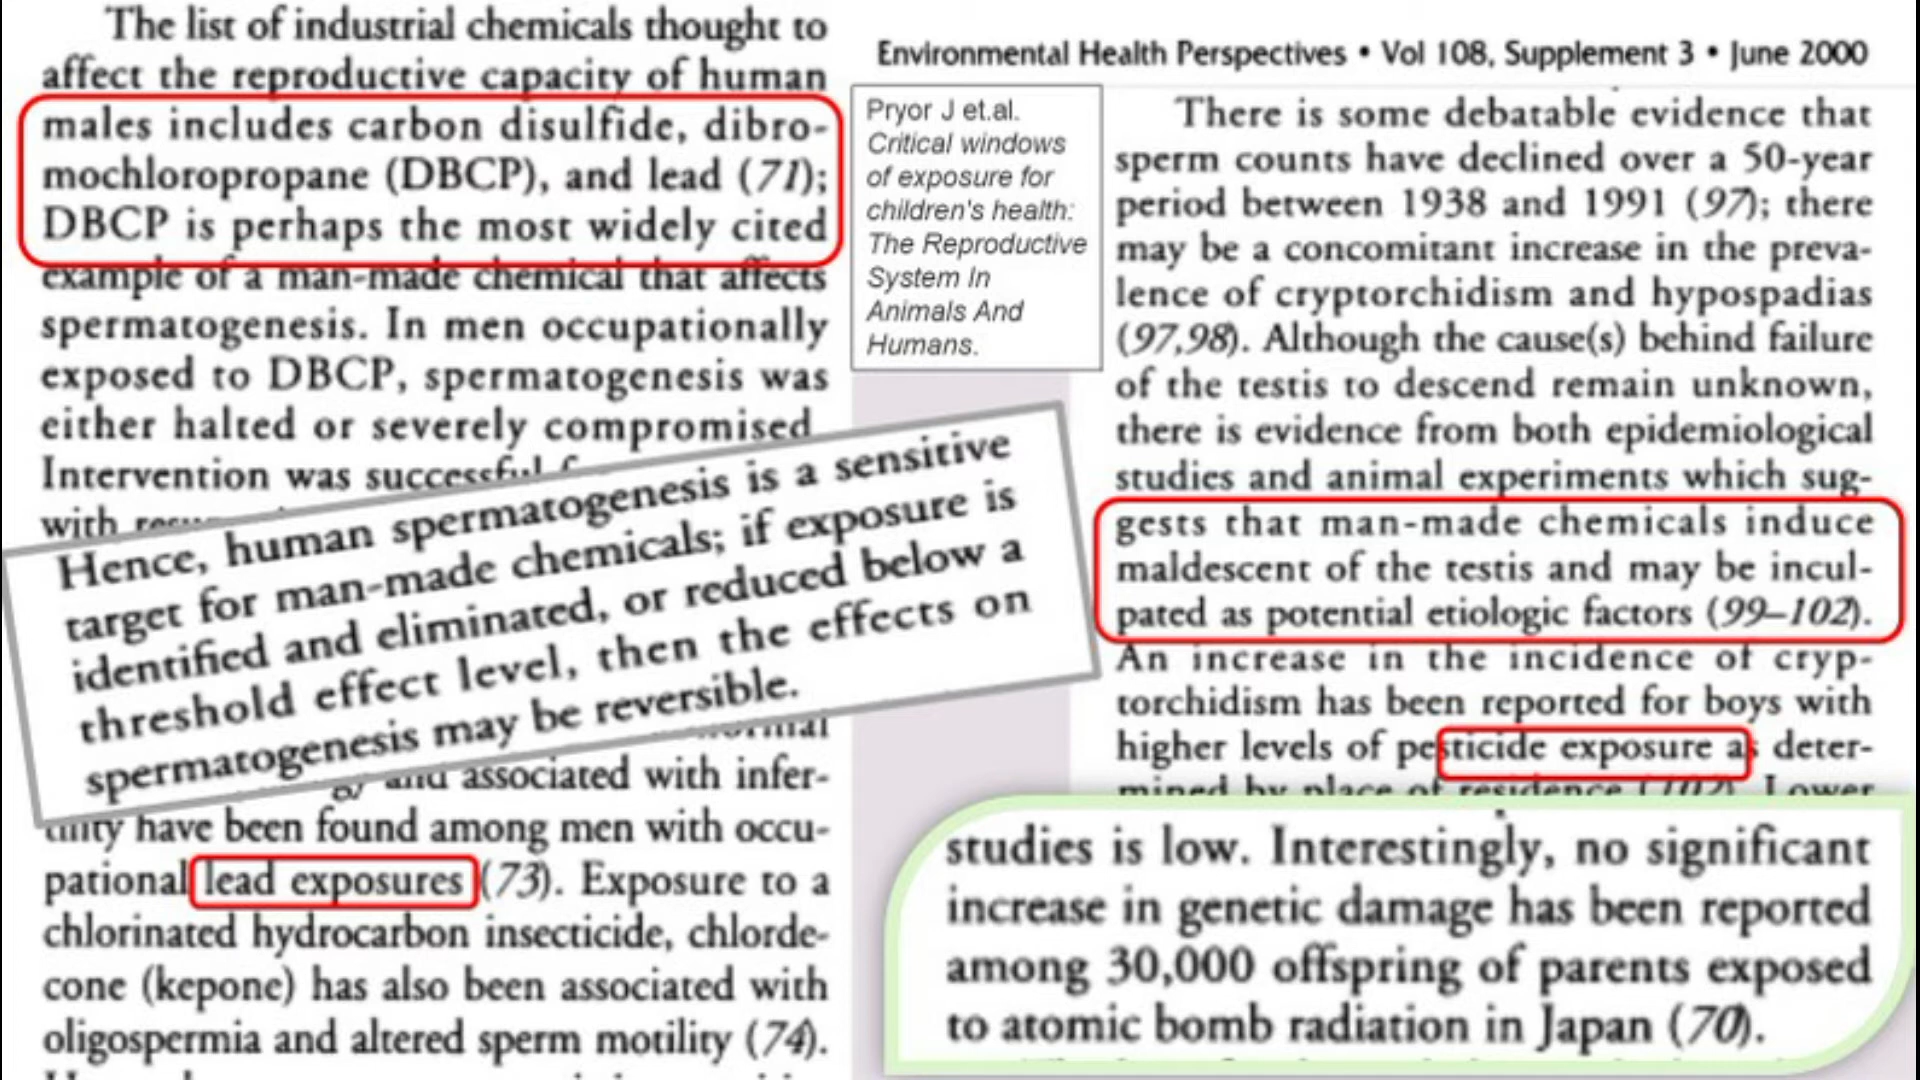 The list of industrial chemicals thought to
affect the reproductive capacity of human
males includes carbon disulfide, dibro-
mochloropropane (DBCP), and lead (71);
DBCP is perhaps the most widely cited
example of a man-made chemical that affects
spermatogenesis. In men occupationally
exposed to DBCP, spermatogenesis was
either halted or severely compromised
Intervention was successful
with
Hence, human spermatogenesis is a sensitive
target for man-made chemicals; if exposure is
identified and eliminated, or reduced below a
threshold effect level, then the effects on
spermatogenesis may be reversible.
and associated with infer-
tility have been found among men with occu-
pational lead exposures (73). Exposure to a
chlorinated hydrocarbon insecticide, chlorde-
cone (kepone) has also been associated with
oligospermia and altered sperm motility (74).
Environmental Health Perspectives • Vol 108, Supplement 3 • June 2000
Pryor J et.al.
Critical windows
of exposure for
children's health:
The Reproductive
System In
Animals And
Humans.
There is some debatable evidence that
sperm counts have declined over a 50-year
period between 1938 and 1991 (97); there
may be a concomitant increase in the preva-
lence of cryptorchidism and hypospadias
(97,98). Although the cause(s) behind failure
of the testis to descend remain unknown,
there is evidence from both epidemiological
studies and animal experiments which sug-
gests that man-made chemicals induce
maldescent of the testis and may be incul-
pated as potential etiologic factors (99–102).
An increase in the incidence of cryp-
torchidism has been reported for boys with
higher levels of pesticide exposure as deter-
mined by place of residence (102). Lower
studies is low. Interestingly, no significant
increase in genetic damage has been reported
among 30,000 offspring of parents exposed
to atomic bomb radiation in Japan (70).